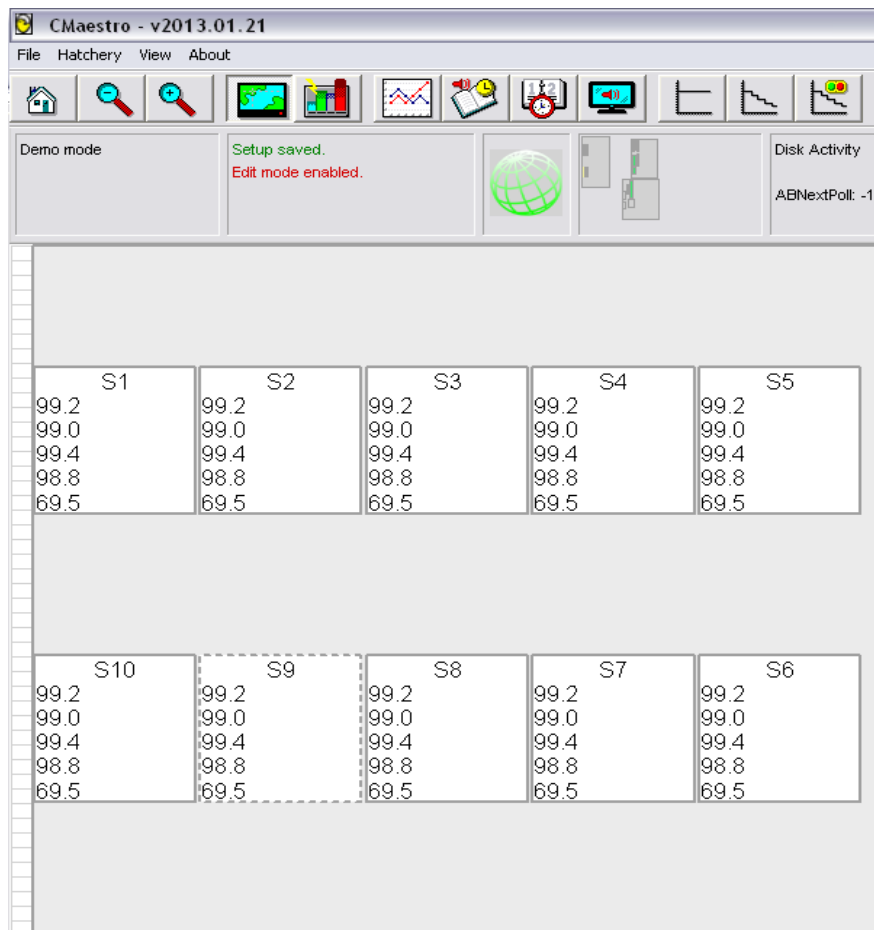 CMaestro - v2013.01.21
File Hatchery View About
1 2
Demo mode
Setup saved.
Edit mode enabled.
Disk Activity
ABNextPoll: -1
S1 S2 S3 S4 S5
99.2 99.2 99.2 99.2 99.2
99.0 99.0 99.0 99.0 99.0
99.4 99.4 99.4 99.4 99.4
98.8 98.8 98.8 98.8 98.8
69.5 69.5 69.5 69.5 69.5
S10 S9 S8 S7 S6
99.2 99.2 99.2 99.2 99.2
99.0 99.0 99.0 99.0 99.0
99.4 99.4 99.4 99.4 99.4
98.8 98.8 98.8 98.8 98.8
69.5 69.5 69.5 69.5 69.5